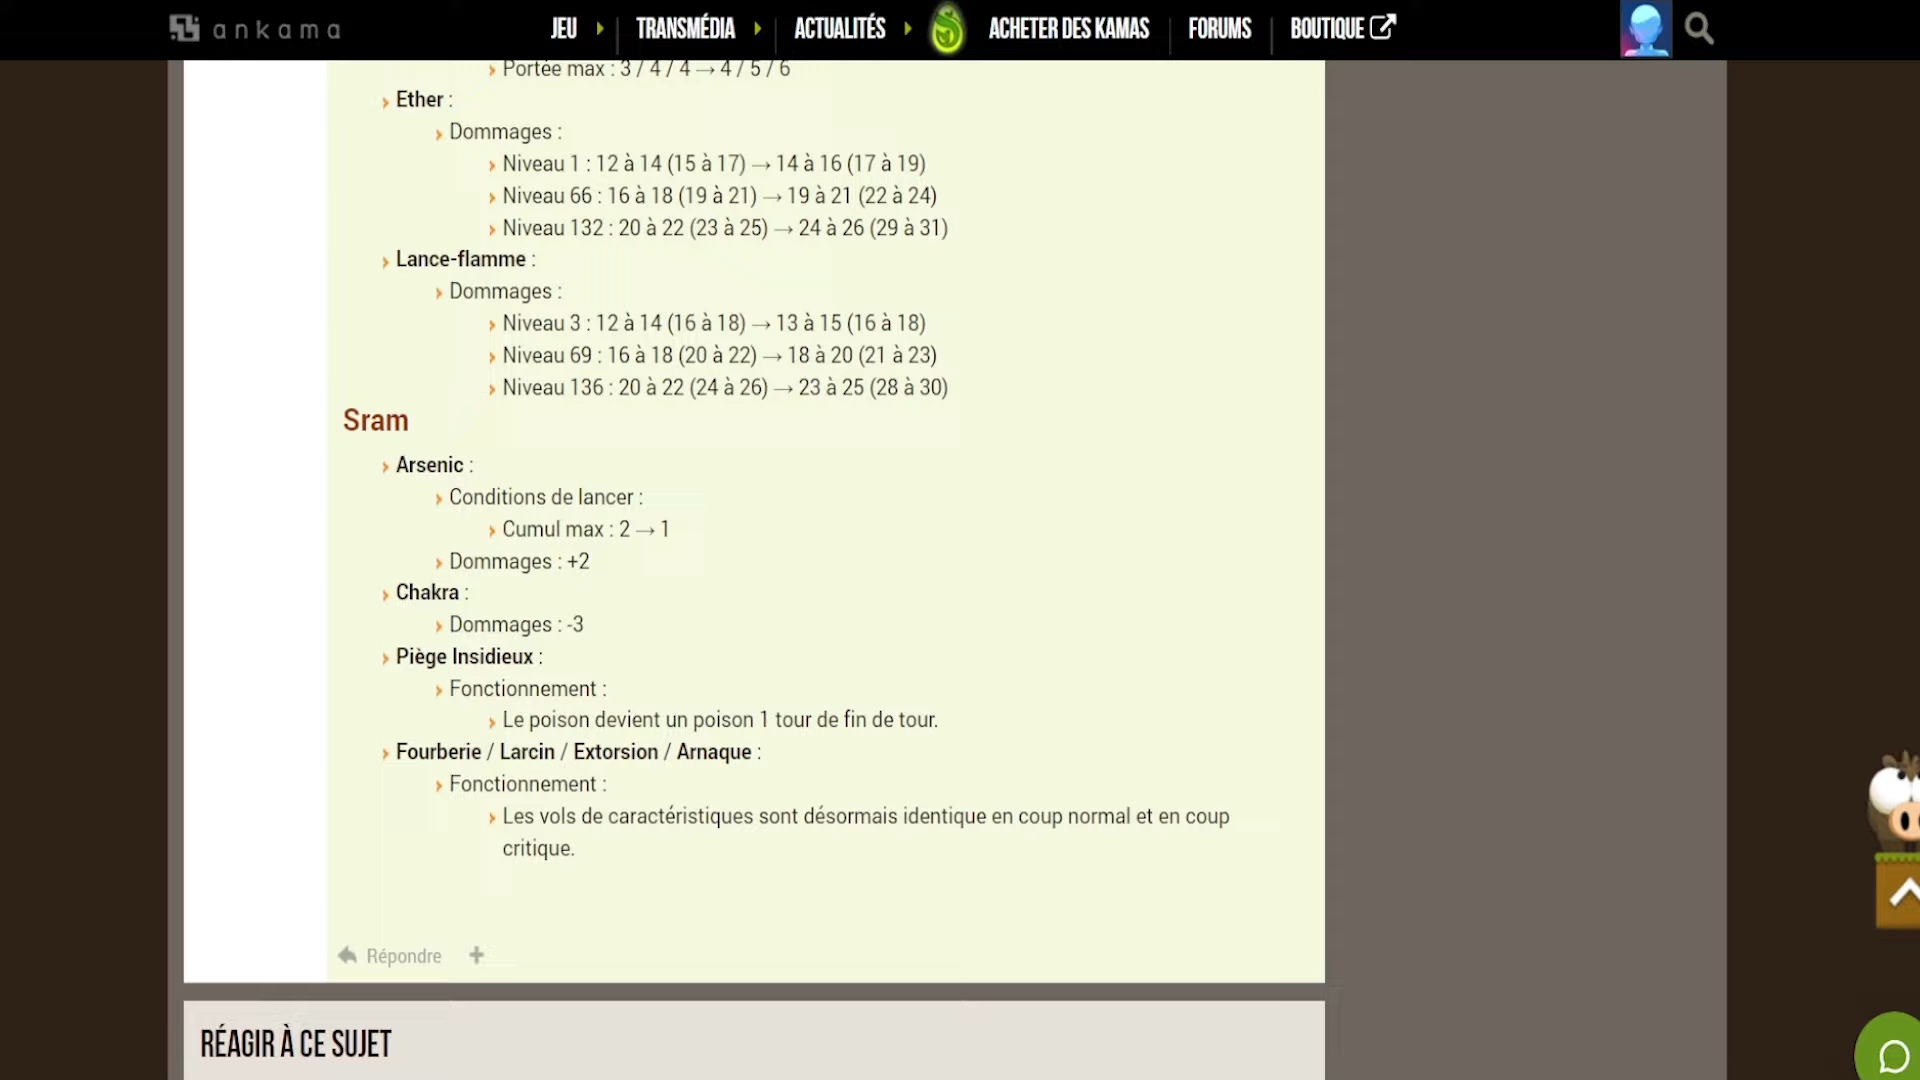 ankama
JEU
TRANSMÉDIA
ACTUALITÉS
ACHETER DES KAMAS
FORUMS
BOUTIQUE
Portée max : 3 / 4 / 4 → 4 / 5 / 6
Ether :
Dommages :
Niveau 1 : 12 à 14 (15 à 17) → 14 à 16 (17 à 19)
Niveau 66 : 16 à 18 (19 à 21) → 19 à 21 (22 à 24)
Niveau 132 : 20 à 22 (23 à 25) → 24 à 26 (29 à 31)
Lance-flamme :
Dommages :
Niveau 3 : 12 à 14 (16 à 18) → 13 à 15 (16 à 18)
Niveau 69 : 16 à 18 (20 à 22) → 18 à 20 (21 à 23)
Niveau 136 : 20 à 22 (24 à 26) → 23 à 25 (28 à 30)
Sram
Arsenic :
Conditions de lancer :
Cumul max : 2 → 1
Dommages : +2
Chakra :
Dommages : -3
Piège Insidieux :
Fonctionnement :
Le poison devient un poison 1 tour de fin de tour.
Fourberie / Larcin / Extorsion / Arnaque :
Fonctionnement :
Les vols de caractéristiques sont désormais identique en coup normal et en coup
critique.
Répondre
RÉAGIR À CE SUJET